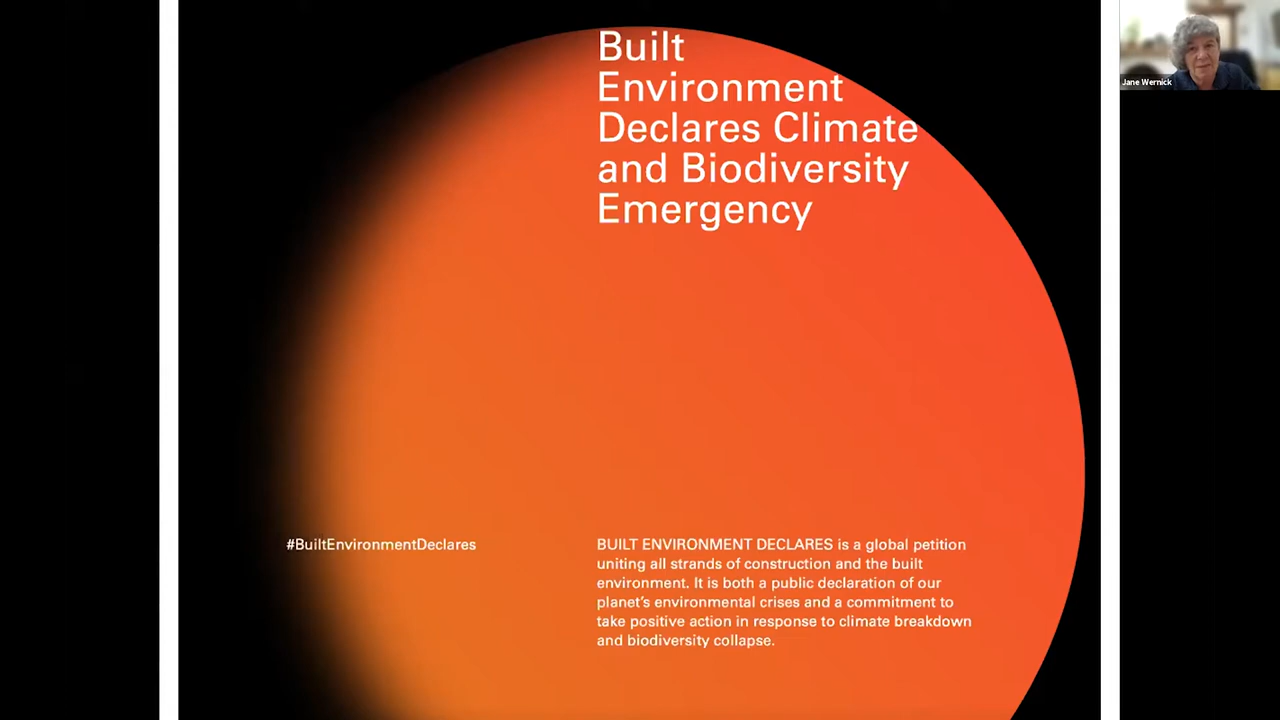 Built
Environment
Declares Climate
and Biodiversity
Emergency
Jane Wernick
#BuiltEnvironmentDeclares
BUILT ENVIRONMENT DECLARES is a global petition
uniting all strands of construction and the built
environment. It is both a public declaration of our
planet’s environmental crises and a commitment to
take positive action in response to climate breakdown
and biodiversity collapse.